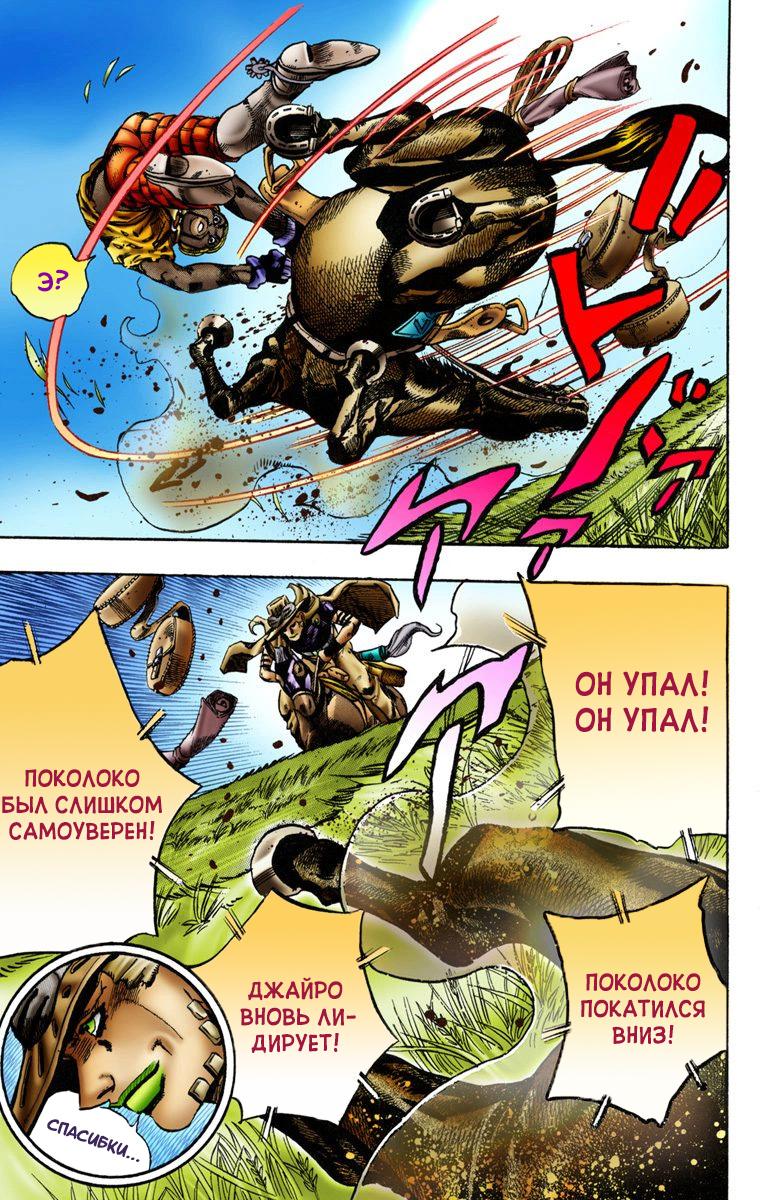 Э?
ОН УПАЛ!
ОН УПАЛ!
ПОКОЛОКО
БЫЛ СЛИШКОМ
САМОУВЕРЕН!
ПОКОЛОКО
ПОКАТИЛСЯ
ВНИЗ!
ДЖАЙРО
ВНОВЬ ЛИ-
ДИРУЕТ!
СПАСИБКИ...